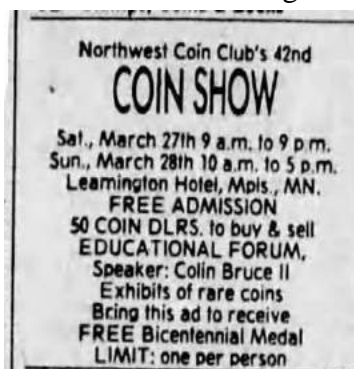 Northwest Coin Club's 42nd
COIN SHOW
Sat., March 27th 9 a.m. to 9 p.m.
Sun., March 28th 10 a.m. to 5 p.m.
Leamington Hotel, Mpls., MN.
FREE ADMISSION
50 COIN DLRS. to buy & sell
EDUCATIONAL FORUM,
Speaker: Colin Bruce II
Exhibits of rare coins
Bring this ad to receive
FREE Bicentennial Medal
LIMIT: one per person